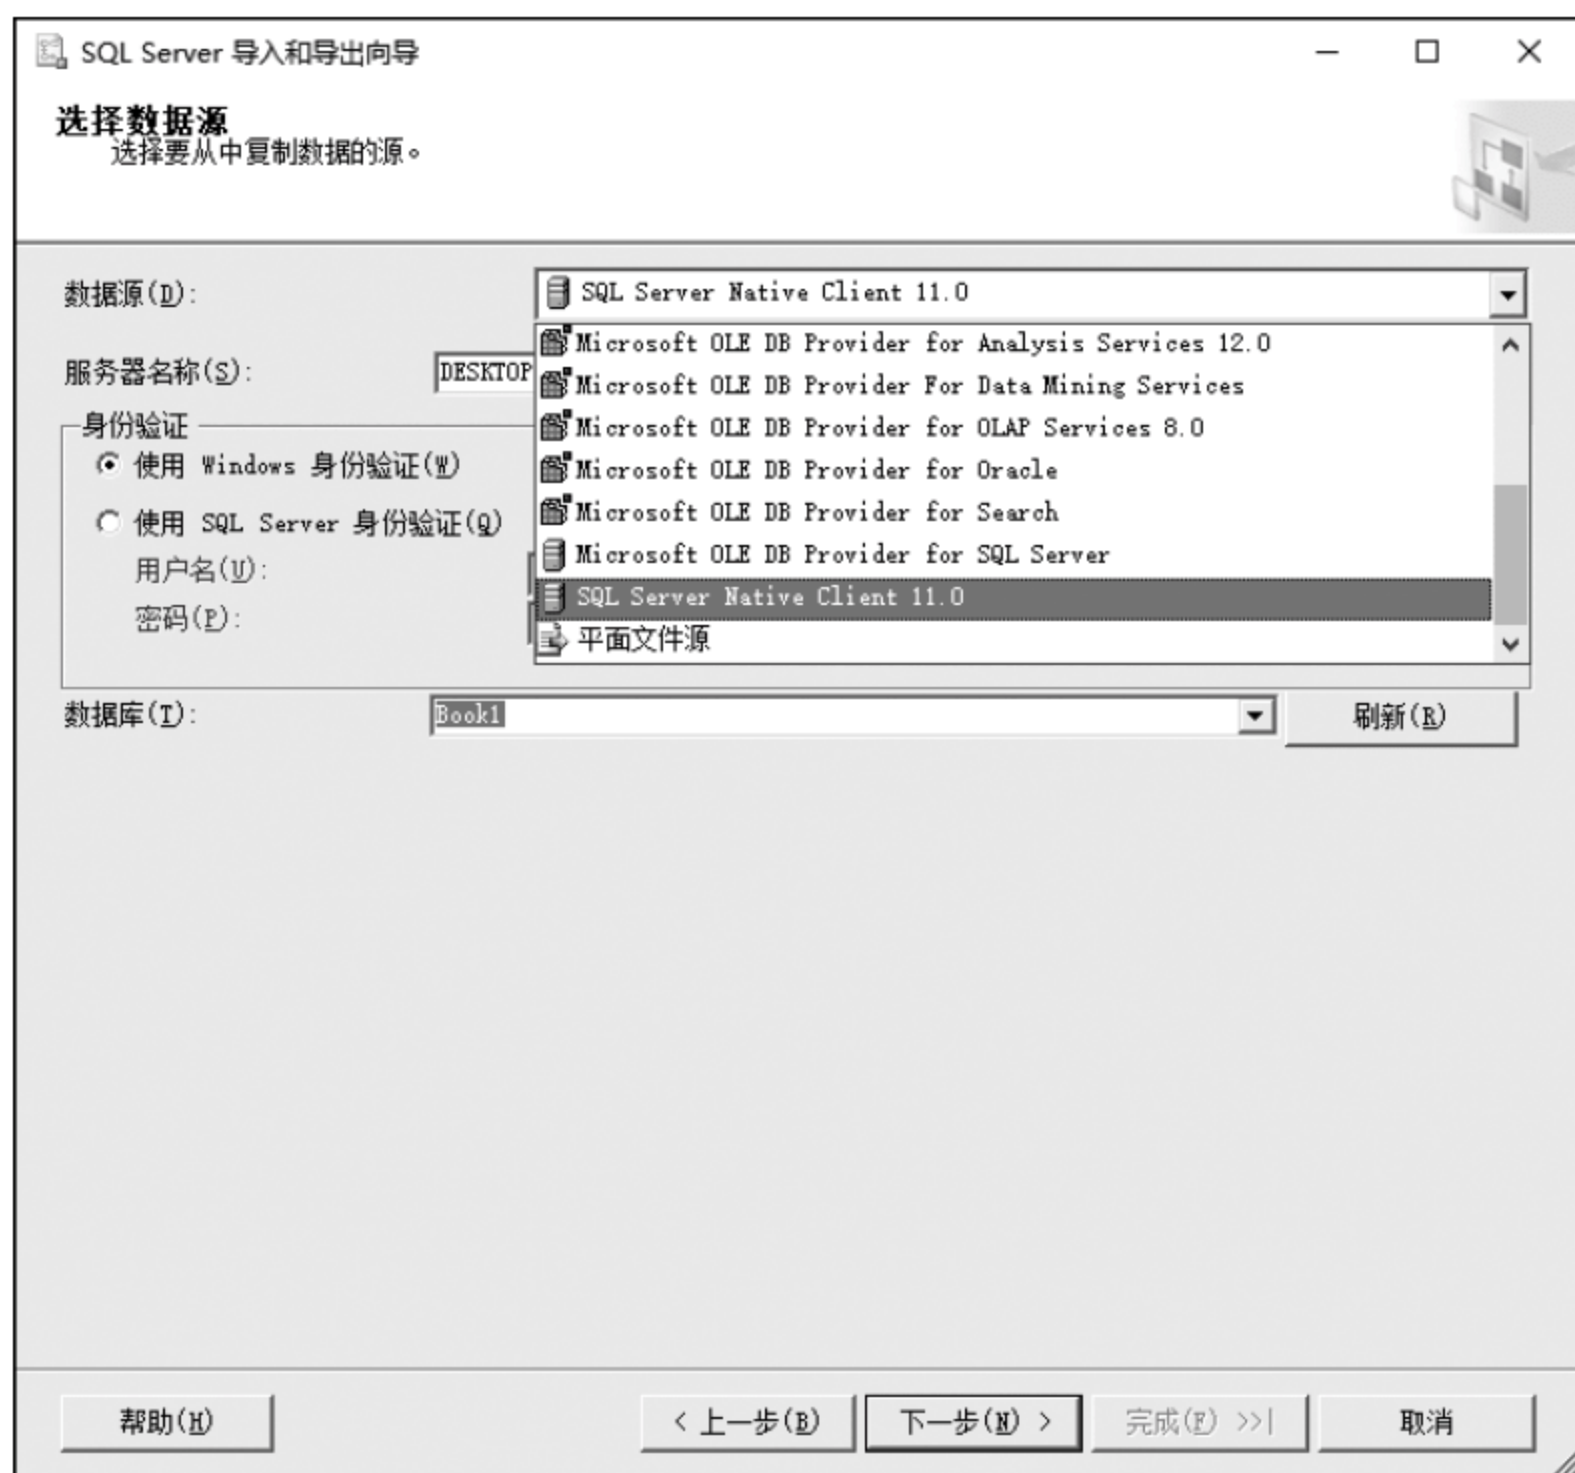 SQL Server 导入和导出向导
选择数据源
选择要从中复制数据的源。
数据源(D):
SQL Server Native Client 11.0
Microsoft OLE DB Provider for Analysis Services 12.0
服务器名称(S):
DESKTOP
Microsoft OLE DB Provider For Data Mining Services
身份验证
Microsoft OLE DB Provider for OLAP Services 8.0
使用 Windows 身份验证(W)
Microsoft OLE DB Provider for Oracle
使用 SQL Server 身份验证(Q)
Microsoft OLE DB Provider for Search
用户名(U):
Microsoft OLE DB Provider for SQL Server
SQL Server Native Client 11.0
密码(P):
平面文件源
数据库(T):
Book1
刷新(R)
帮助(H)
< 上一步(B)
下一步(N) >
完成(F) >>|
取消